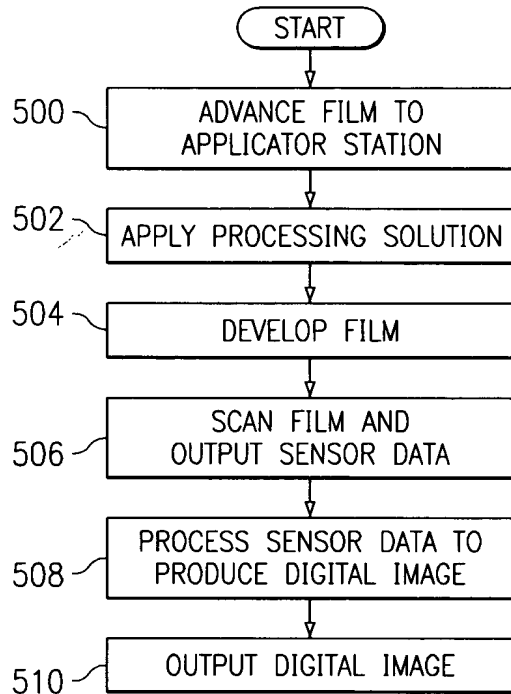 START
500
ADVANCE FILM TO
APPLICATOR STATION
502
APPLY PROCESSING SOLUTION
504
DEVELOP FILM
506
SCAN FILM AND
OUTPUT SENSOR DATA
508
PROCESS SENSOR DATA TO
PRODUCE DIGITAL IMAGE
510
OUTPUT DIGITAL IMAGE